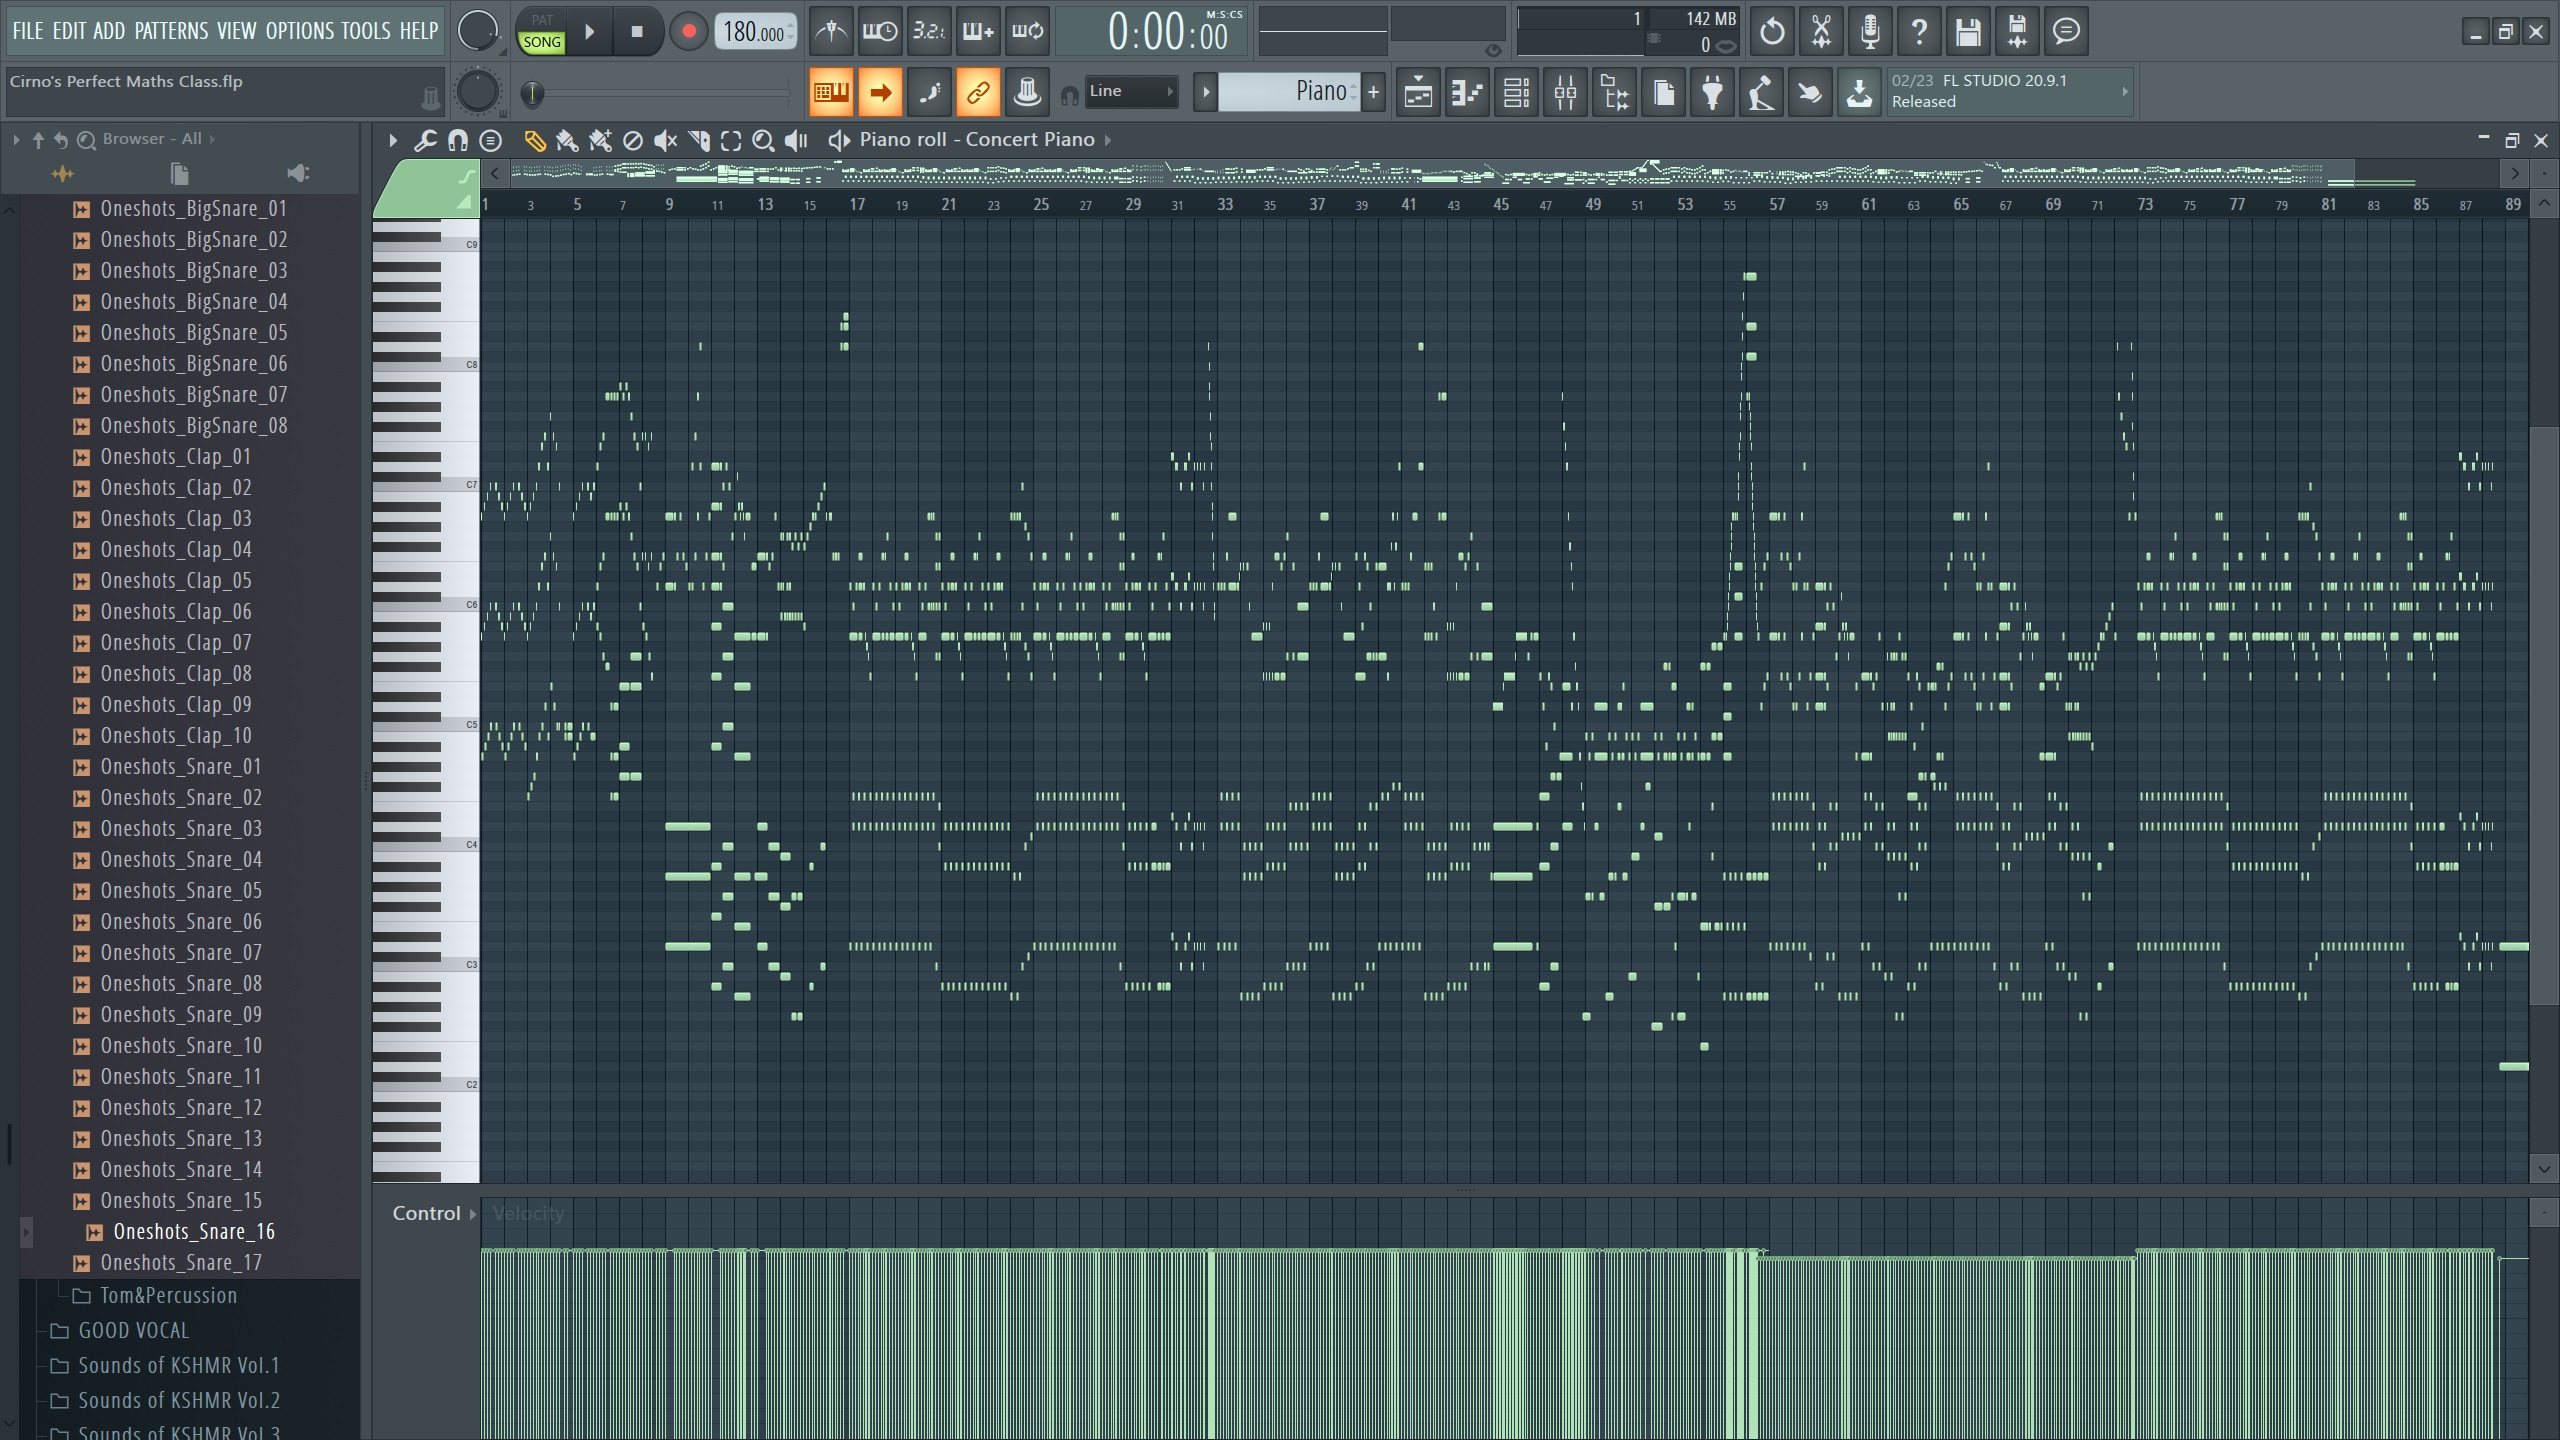 FILE EDIT ADD PATTERNS VIEW OPTIONS TOOLS HELP
PAT
SONG
180.000
3.2.1.
0:00:00
M:S:CS
1
142 MB
0
Cirno's Perfect Maths Class.flp
Line
Piano
02/23 FL STUDIO 20.9.1
Released
Browser - All
Piano roll - Concert Piano
1 3 5 7 9 11 13 15 17 19 21 23 25 27 29 31 33 35 37 39 41 43 45 47 49 51 53 55 57 59 61 63 65 67 69 71 73 75 77 79 81 83 85 87 89
C9
C8
C7
C6
C5
C4
C3
C2
Oneshots_BigSnare_01
Oneshots_BigSnare_02
Oneshots_BigSnare_03
Oneshots_BigSnare_04
Oneshots_BigSnare_05
Oneshots_BigSnare_06
Oneshots_BigSnare_07
Oneshots_BigSnare_08
Oneshots_Clap_01
Oneshots_Clap_02
Oneshots_Clap_03
Oneshots_Clap_04
Oneshots_Clap_05
Oneshots_Clap_06
Oneshots_Clap_07
Oneshots_Clap_08
Oneshots_Clap_09
Oneshots_Clap_10
Oneshots_Snare_01
Oneshots_Snare_02
Oneshots_Snare_03
Oneshots_Snare_04
Oneshots_Snare_05
Oneshots_Snare_06
Oneshots_Snare_07
Oneshots_Snare_08
Oneshots_Snare_09
Oneshots_Snare_10
Oneshots_Snare_11
Oneshots_Snare_12
Oneshots_Snare_13
Oneshots_Snare_14
Oneshots_Snare_15
Oneshots_Snare_16
Oneshots_Snare_17
Tom&Percussion
GOOD VOCAL
Sounds of KSHMR Vol.1
Sounds of KSHMR Vol.2
Sounds of KSHMR Vol.3
Control
Velocity